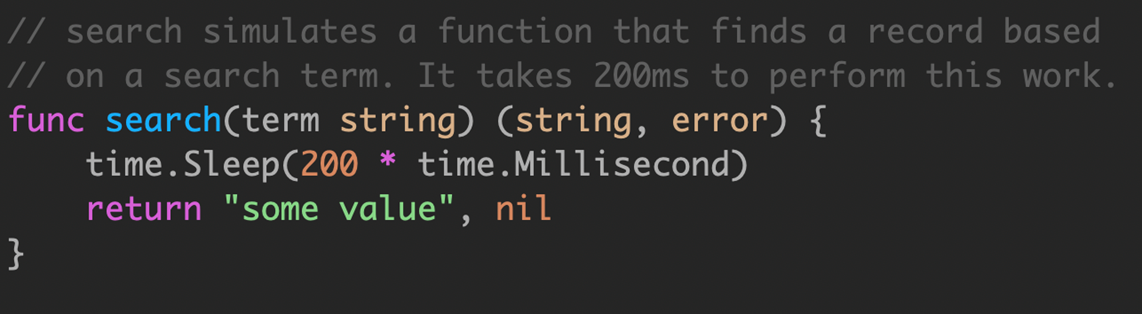 // search simulates a function that finds a record based
// on a search term. It takes 200ms to perform this work.
func search(term string) (string, error) {
    time.Sleep(200 * time.Millisecond)
    return "some value", nil
}